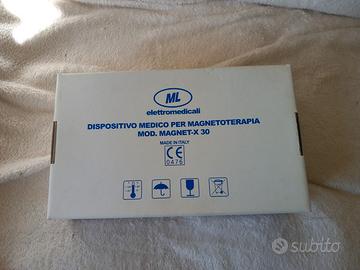 ML
elettromedicali
DISPOSITIVO MEDICO PER MAGNETOTERAPIA
MOD. MAGNET-X 30
MADE IN ITALY
CE
0476
subito